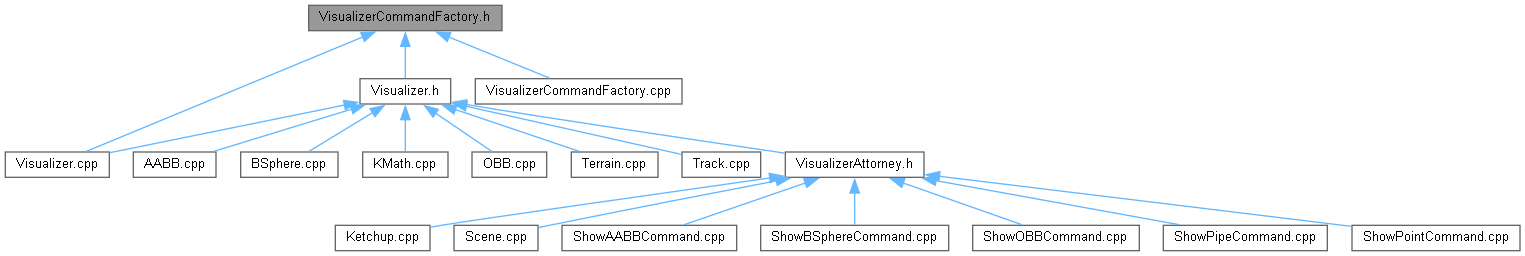 VisualizerCommandFactory.h
Visualizer.h
VisualizerCommandFactory.cpp
Visualizer.cpp
AABB.cpp
BSphere.cpp
KMath.cpp
OBB.cpp
Terrain.cpp
Track.cpp
VisualizerAttorney.h
Ketchup.cpp
Scene.cpp
ShowAABBCommand.cpp
ShowBSphereCommand.cpp
ShowOBBCommand.cpp
ShowPipeCommand.cpp
ShowPointCommand.cpp